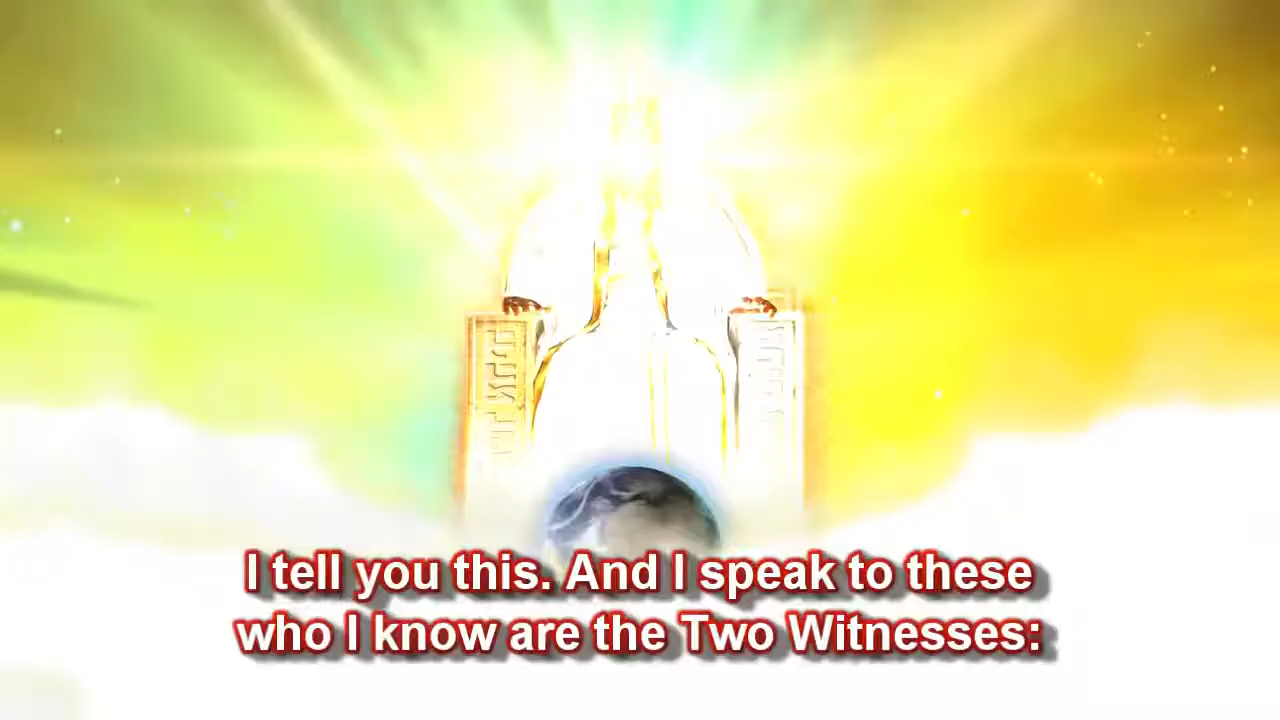 I tell you this. And I speak to these
who I know are the Two Witnesses: